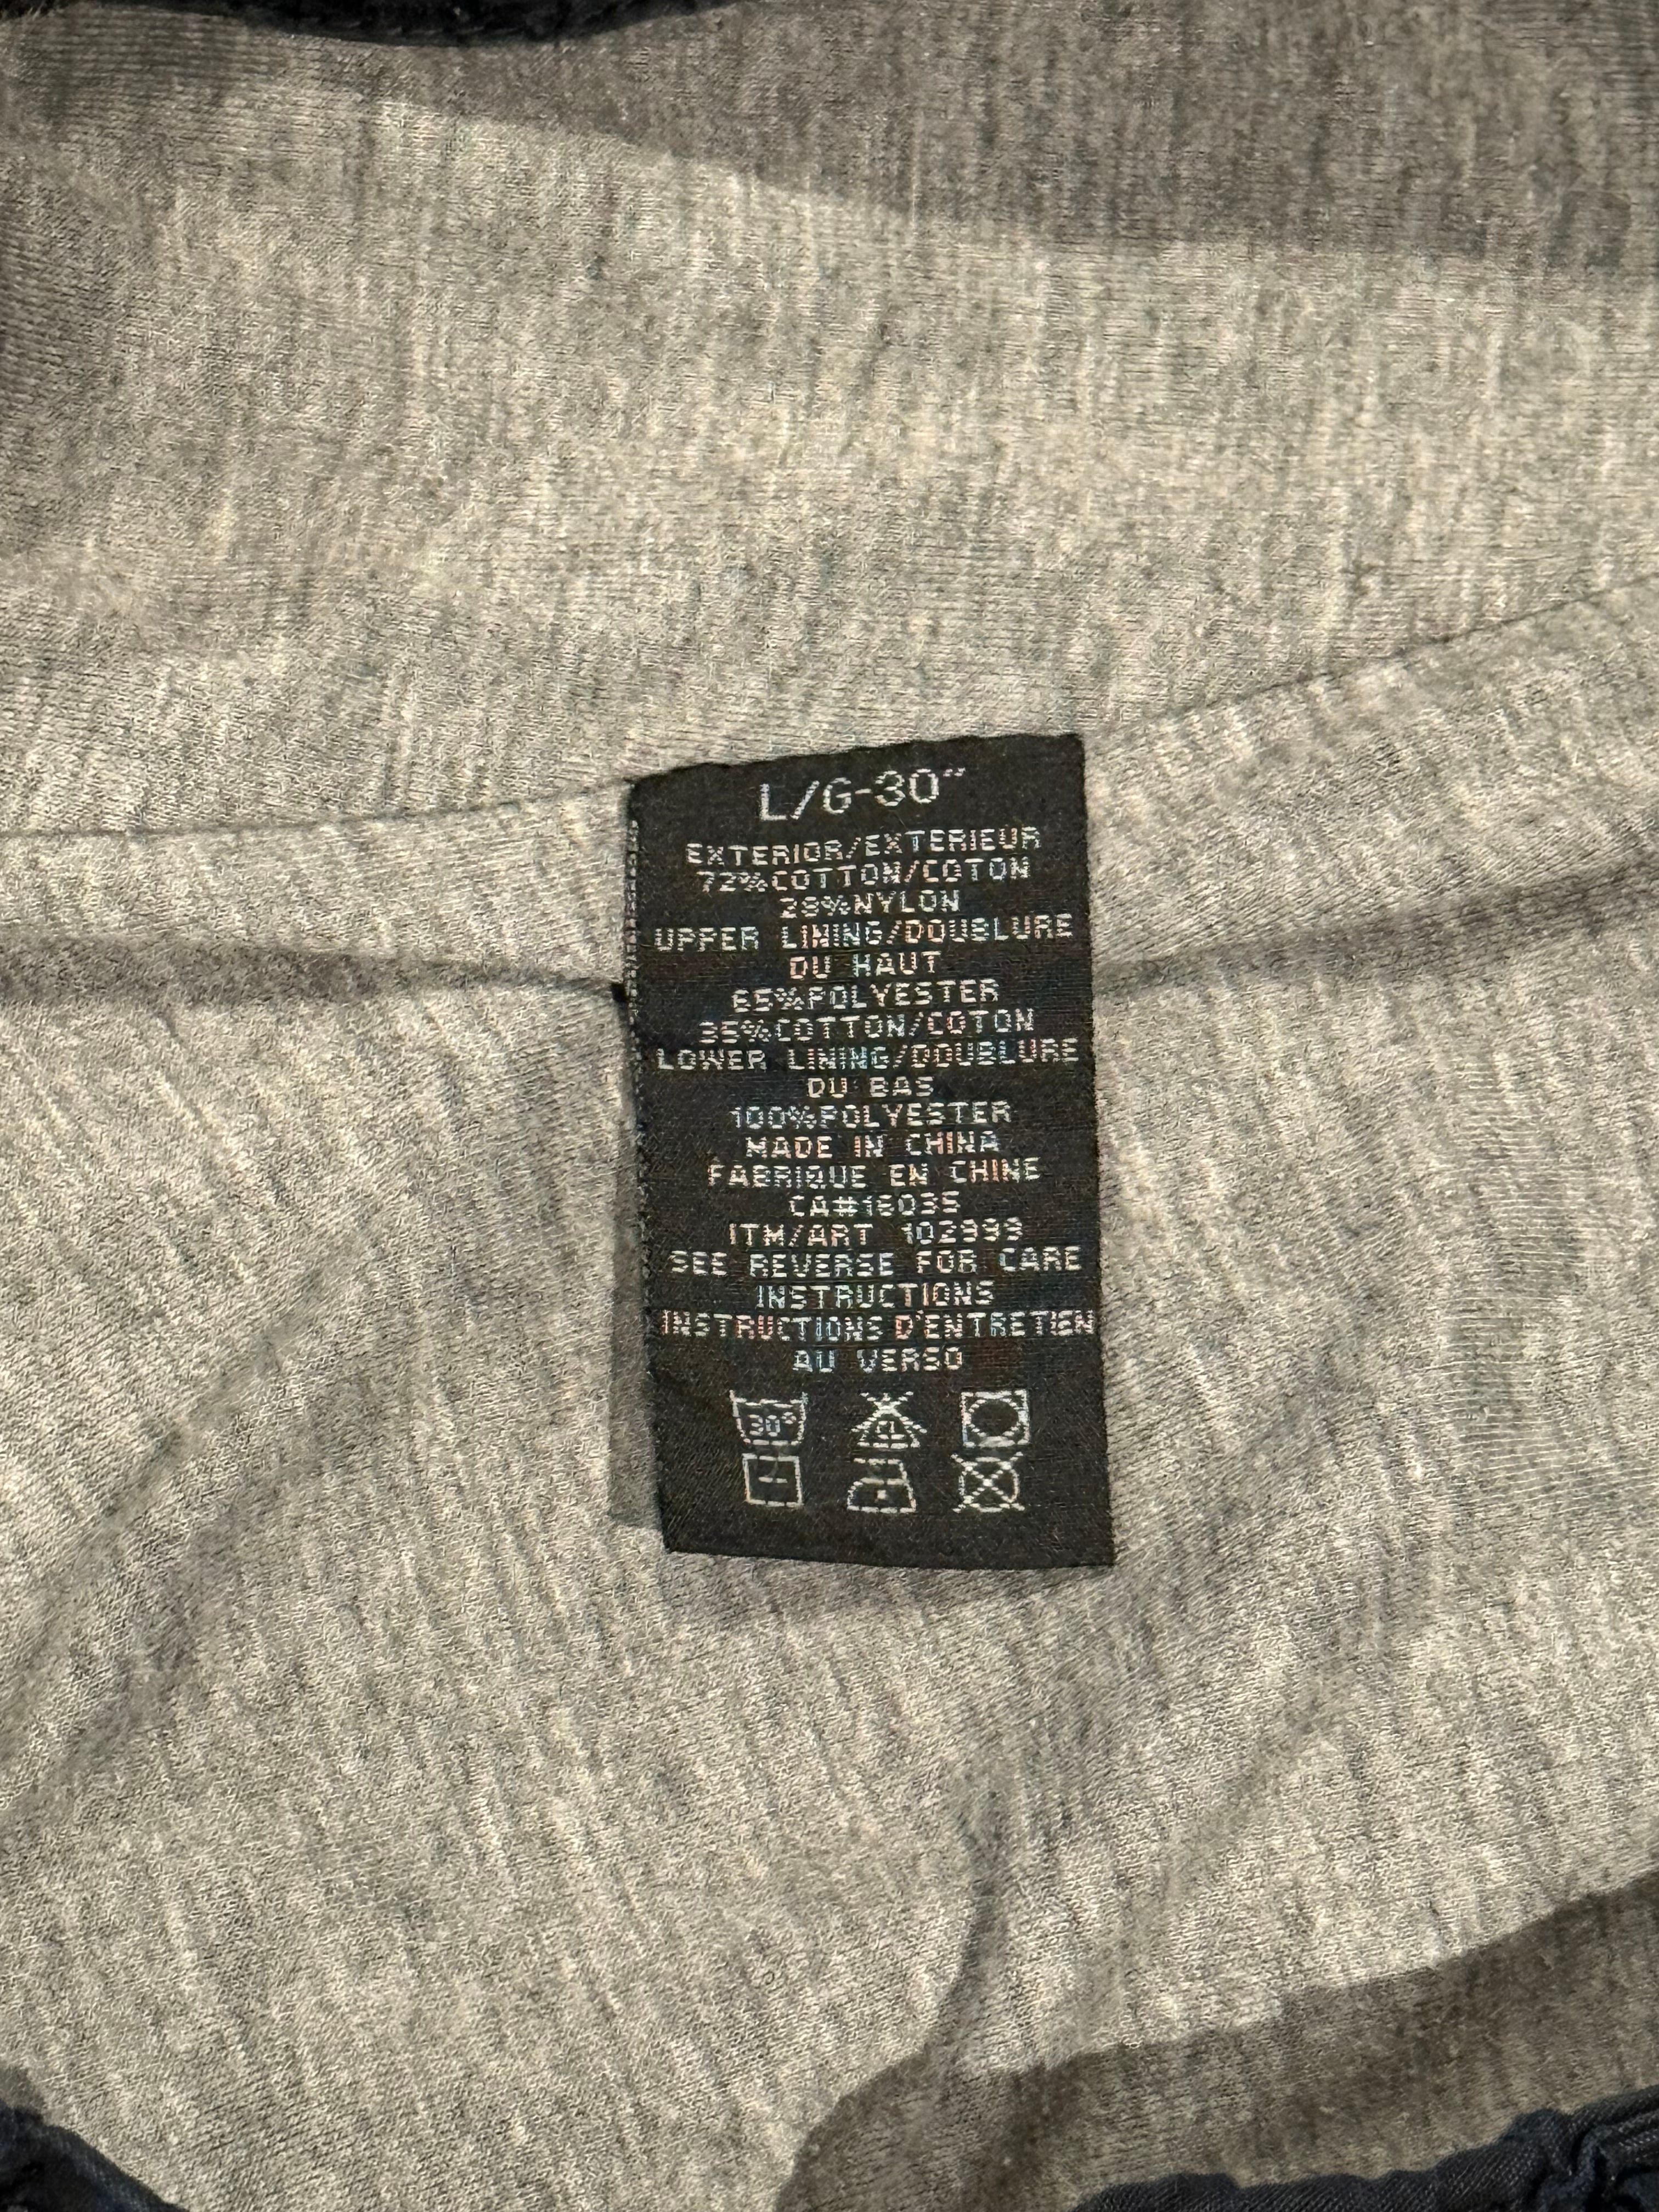 L/G-30"
EXTERIOR/EXTERIEUR
72%COTTON/COTON
28%NYLON
UPPER LINING/DOUBLURE
DU HAUT
65%POLYESTER
35%COTTON/COTON
LOWER LINING/DOUBLURE
DU BAS
100%POLYESTER
MADE IN CHINA
FABRIQUE EN CHINE
CA#16035
ITM/ART 102999
SEE REVERSE FOR CARE
INSTRUCTIONS
INSTRUCTIONS D'ENTRETIEN
AU VERSO
30° CL